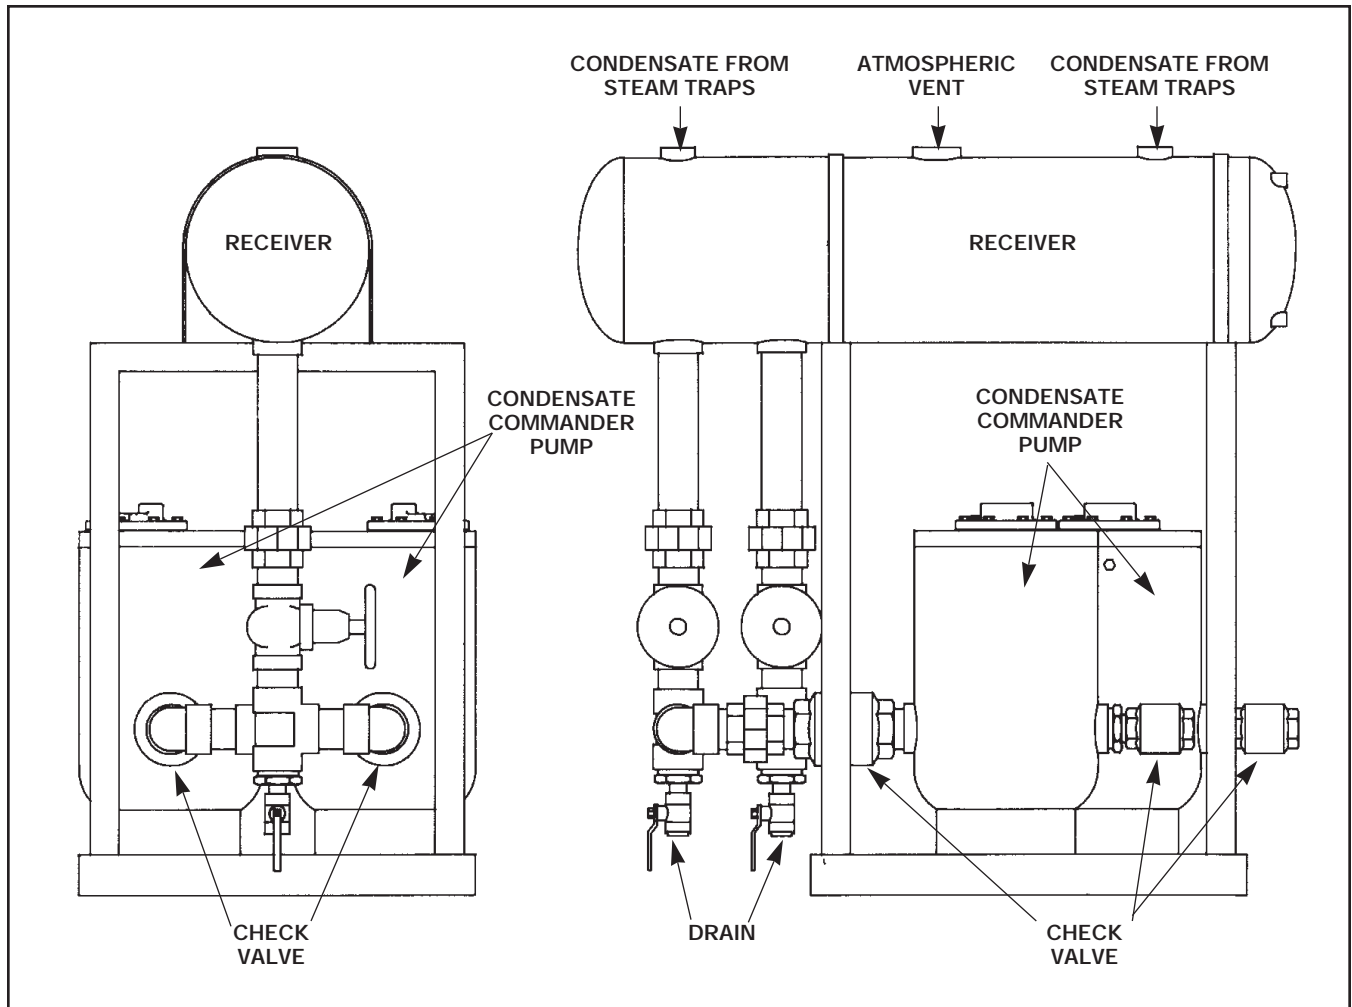 CONDENSATE FROM
STEAM TRAPS
ATMOSPHERIC
VENT
CONDENSATE FROM
STEAM TRAPS
RECEIVER
RECEIVER
CONDENSATE
COMMANDER
PUMP
CONDENSATE
COMMANDER
PUMP
CHECK
VALVE
DRAIN
CHECK
VALVE